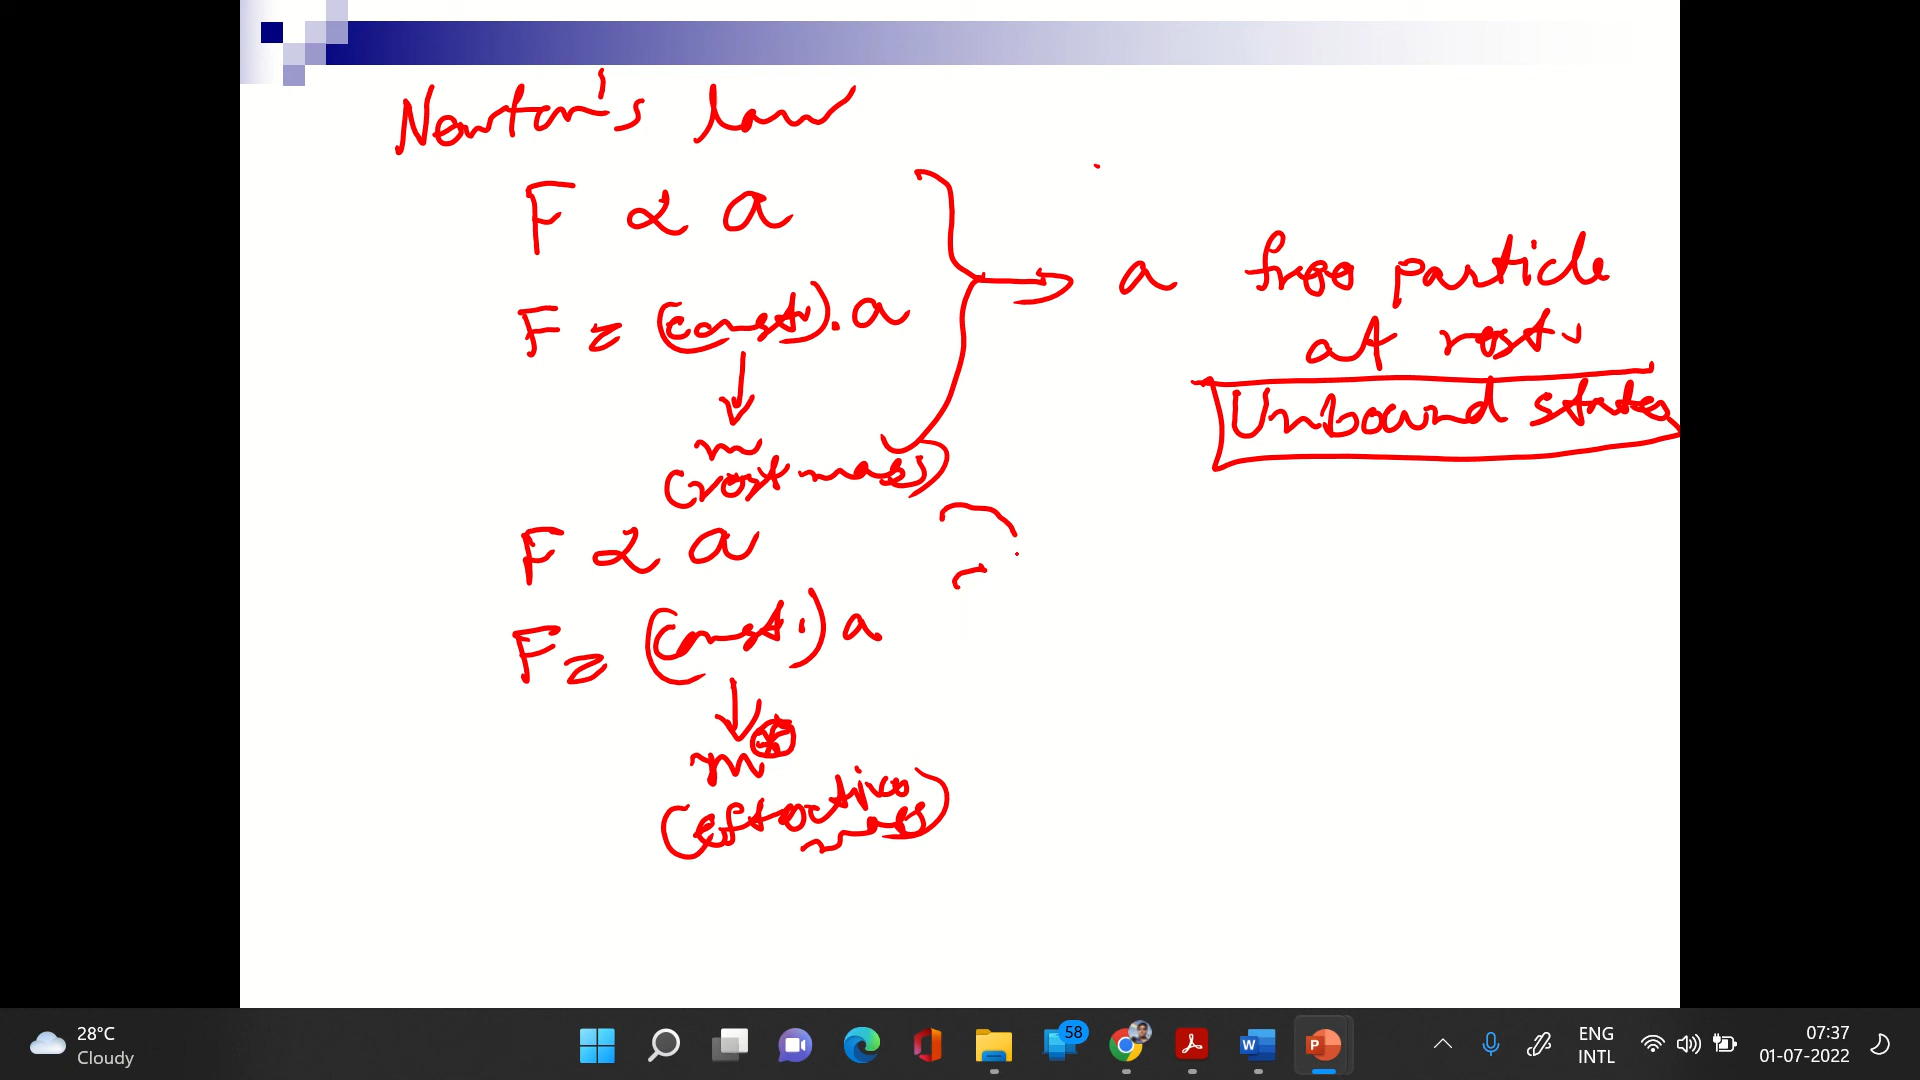 Newton's law
F ∝ a
F = (const.).a
m
(rest mass)
a free particle
at rest.
Unbound states
F ∝ a
F = (const.) a
m*
(effective
mass)
28°C
Cloudy
58
ENG
INTL
07:37
01-07-2022